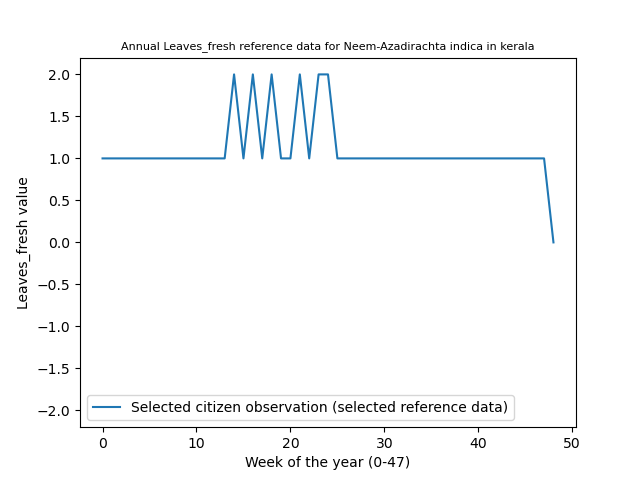 Annual Leaves_fresh reference data for Neem-Azadirachta indica in kerala
2.0
1.5
1.0
0.5
0.0
−0.5
−1.0
−1.5
−2.0
Leaves_fresh value
Selected citizen observation (selected reference data)
0 10 20 30 40 50
Week of the year (0-47)